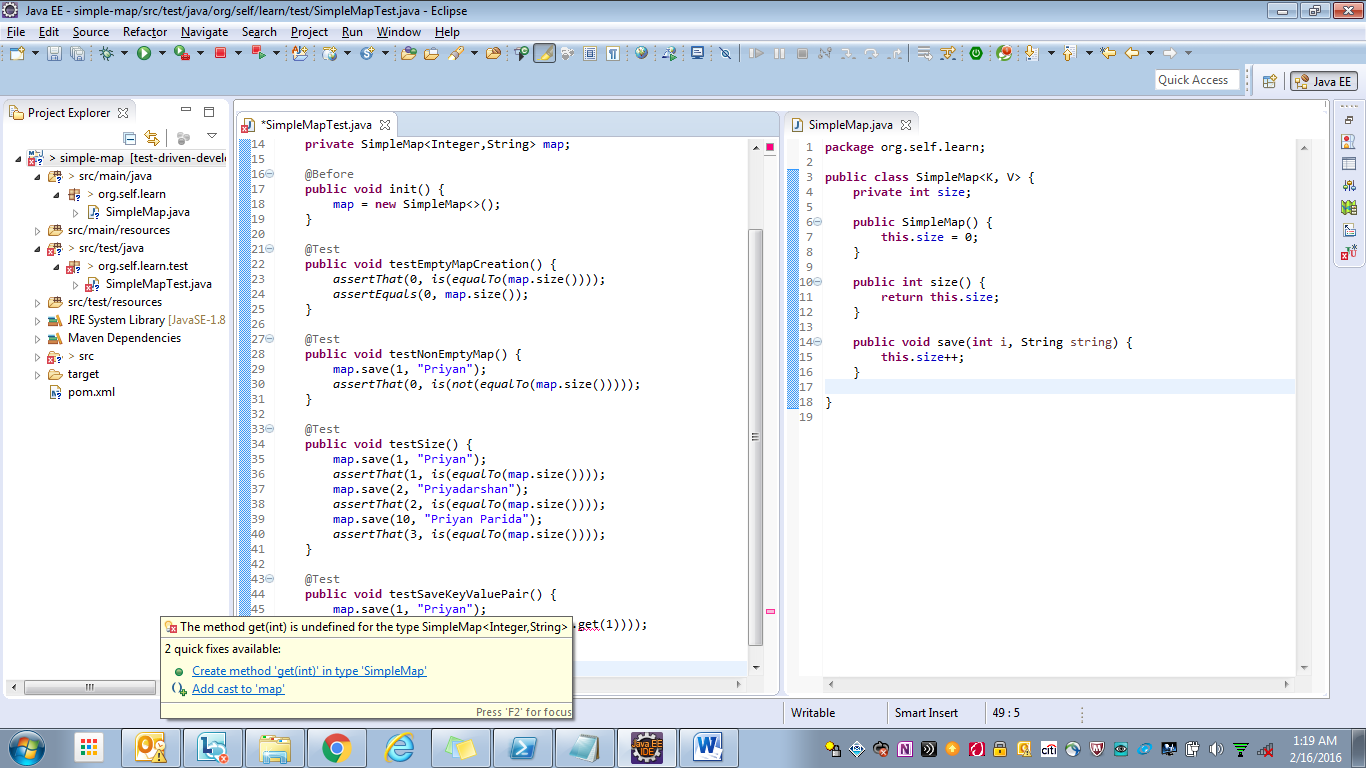 Java EE - simple-map/src/test/java/org/self/learn/test/SimpleMapTest.java - Eclipse
File Edit Source Refactor Navigate Search Project Run Window Help
Quick Access
Java EE
Project Explorer
> simple-map [test-driven-devel
> src/main/java
> org.self.learn
SimpleMap.java
src/main/resources
> src/test/java
> org.self.learn.test
SimpleMapTest.java
src/test/resources
JRE System Library [JavaSE-1.8
Maven Dependencies
> src
target
pom.xml
*SimpleMapTest.java
14 private SimpleMap<Integer,String> map;
15
16 @Before
17 public void init() {
18 map = new SimpleMap<>();
19 }
20
21 @Test
22 public void testEmptyMapCreation() {
23 assertThat(0, is(equalTo(map.size())));
24 assertEquals(0, map.size());
25 }
26
27 @Test
28 public void testNonEmptyMap() {
29 map.save(1, "Priyan");
30 assertThat(0, is(not(equalTo(map.size()))));
31 }
32
33 @Test
34 public void testSize() {
35 map.save(1, "Priyan");
36 assertThat(1, is(equalTo(map.size())));
37 map.save(2, "Priyadarshan");
38 assertThat(2, is(equalTo(map.size())));
39 map.save(10, "Priyan Parida");
40 assertThat(3, is(equalTo(map.size())));
41 }
42
43 @Test
44 public void testSaveKeyValuePair() {
45 map.save(1, "Priyan");
.get(1))));
The method get(int) is undefined for the type SimpleMap<Integer,String>
2 quick fixes available:
Create method 'get(int)' in type 'SimpleMap'
Add cast to 'map'
Press 'F2' for focus
SimpleMap.java
1 package org.self.learn;
2
3 public class SimpleMap<K, V> {
4 private int size;
5
6 public SimpleMap() {
7 this.size = 0;
8 }
9
10 public int size() {
11 return this.size;
12 }
13
14 public void save(int i, String string) {
15 this.size++;
16 }
17
18 }
19
Writable
Smart Insert
49 : 5
Java EE
IDE
citi
1:19 AM
2/16/2016